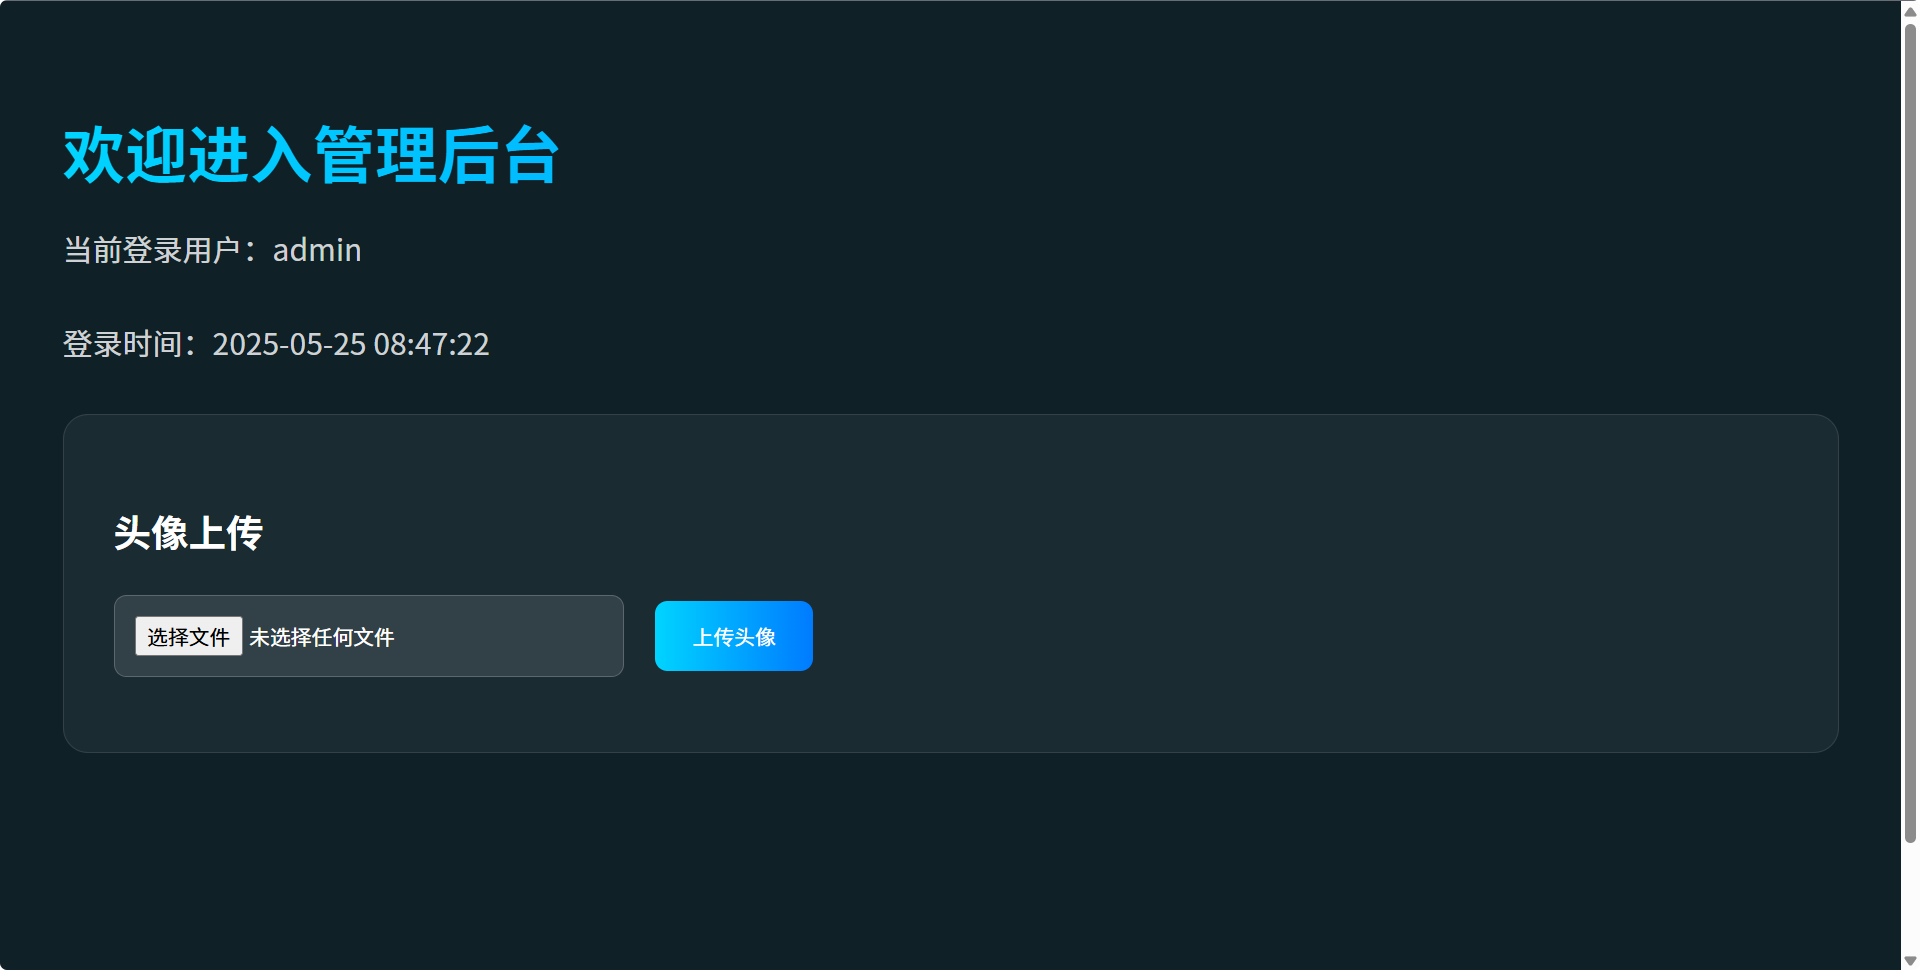 欢迎进入管理后台
当前登录用户：admin
登录时间：2025-05-25 08:47:22
头像上传
选择文件 未选择任何文件 上传头像